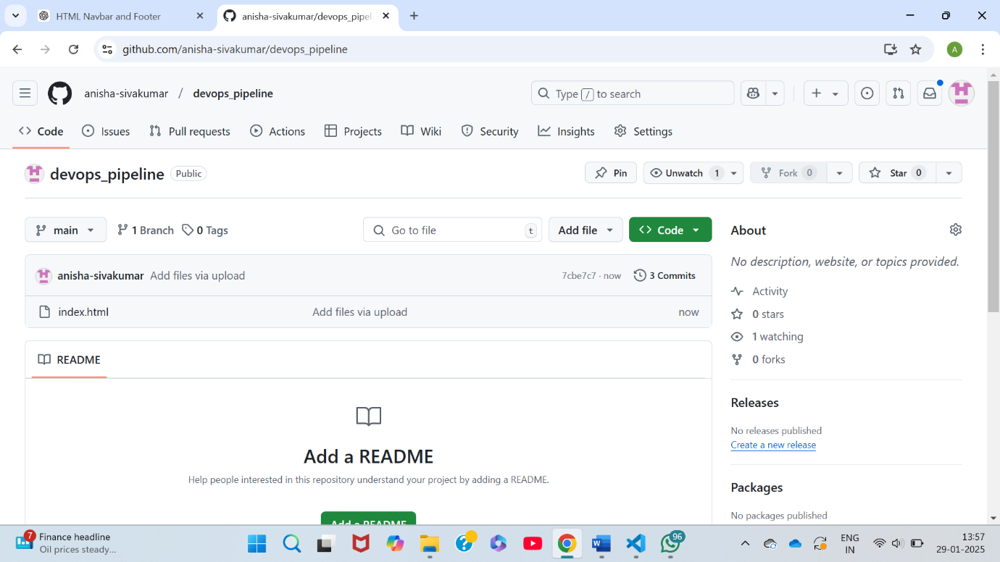 HTML Navbar and Footer
anisha-sivakumar/devops_pipel
github.com/anisha-sivakumar/devops_pipeline
A
anisha-sivakumar / devops_pipeline
Type / to search
Code Issues Pull requests Actions Projects Wiki Security Insights Settings
devops_pipeline Public
Pin Unwatch 1 Fork 0 Star 0
main 1 Branch 0 Tags
Go to file t Add file Code
About
No description, website, or topics provided.
anisha-sivakumar Add files via upload 7cbe7c7 · now 3 Commits
index.html Add files via upload now
Activity
0 stars
1 watching
0 forks
README
Add a README
Help people interested in this repository understand your project by adding a README.
Add a README
Releases
No releases published
Create a new release
Packages
No packages published
7 Finance headline
Oil prices steady...
96
ENG
IN
13:57
29-01-2025